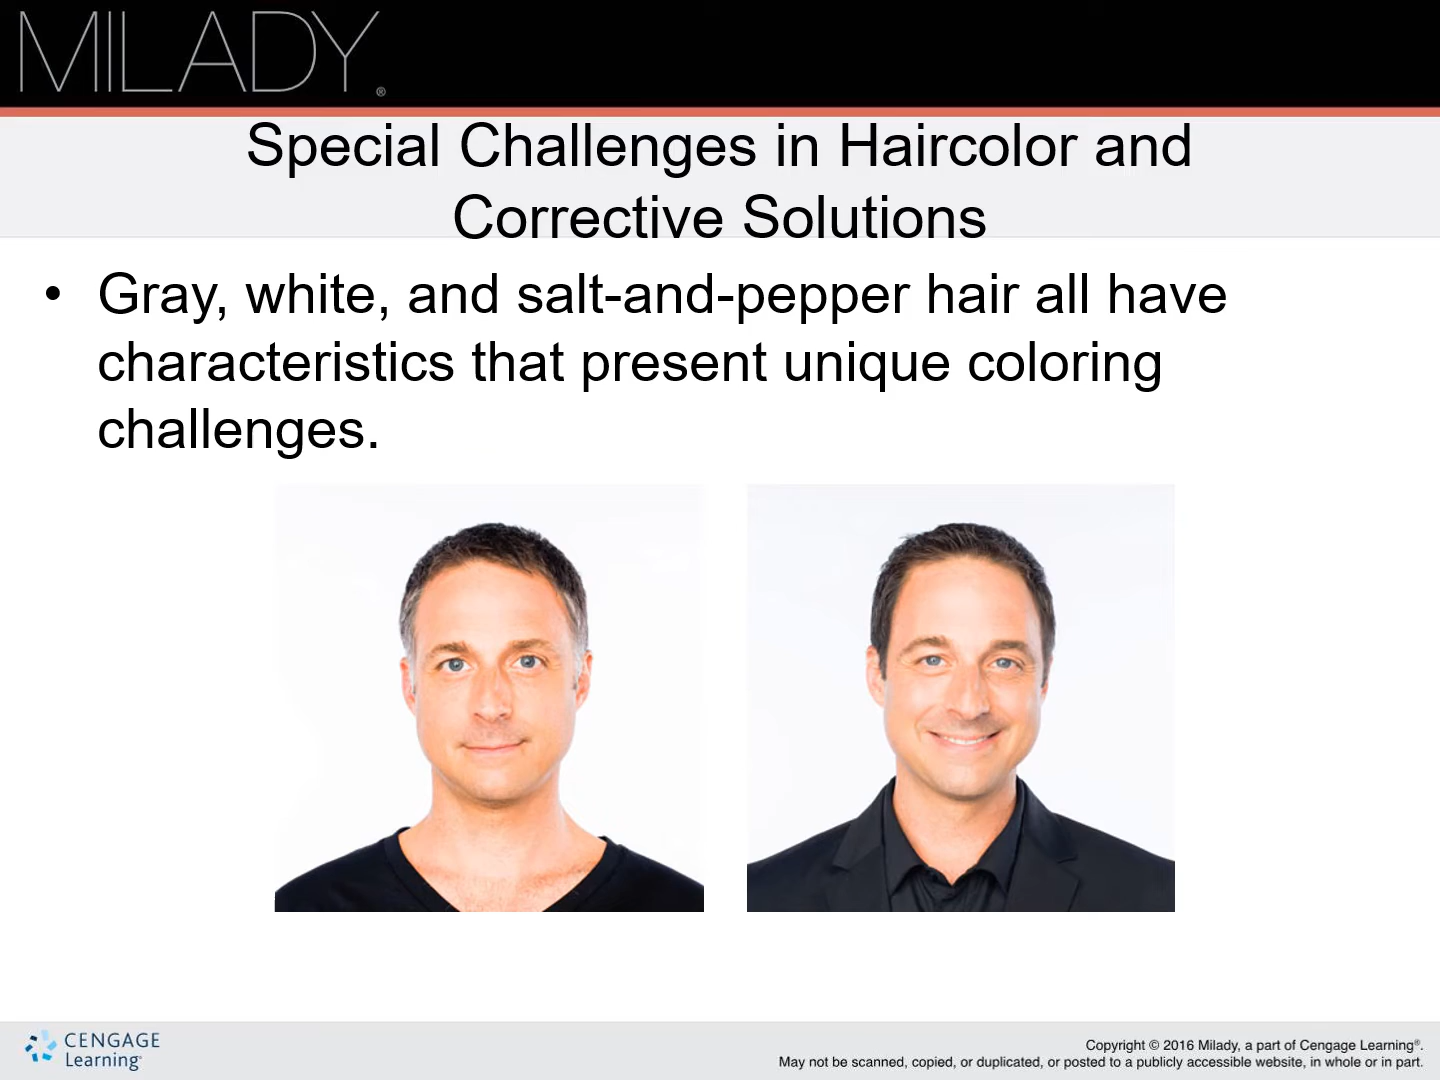 MILADY®
Special Challenges in Haircolor and
Corrective Solutions
• Gray, white, and salt-and-pepper hair all have
characteristics that present unique coloring
challenges.
CENGAGE
Learning®
Copyright © 2016 Milady, a part of Cengage Learning®.
May not be scanned, copied, or duplicated, or posted to a publicly accessible website, in whole or in part.